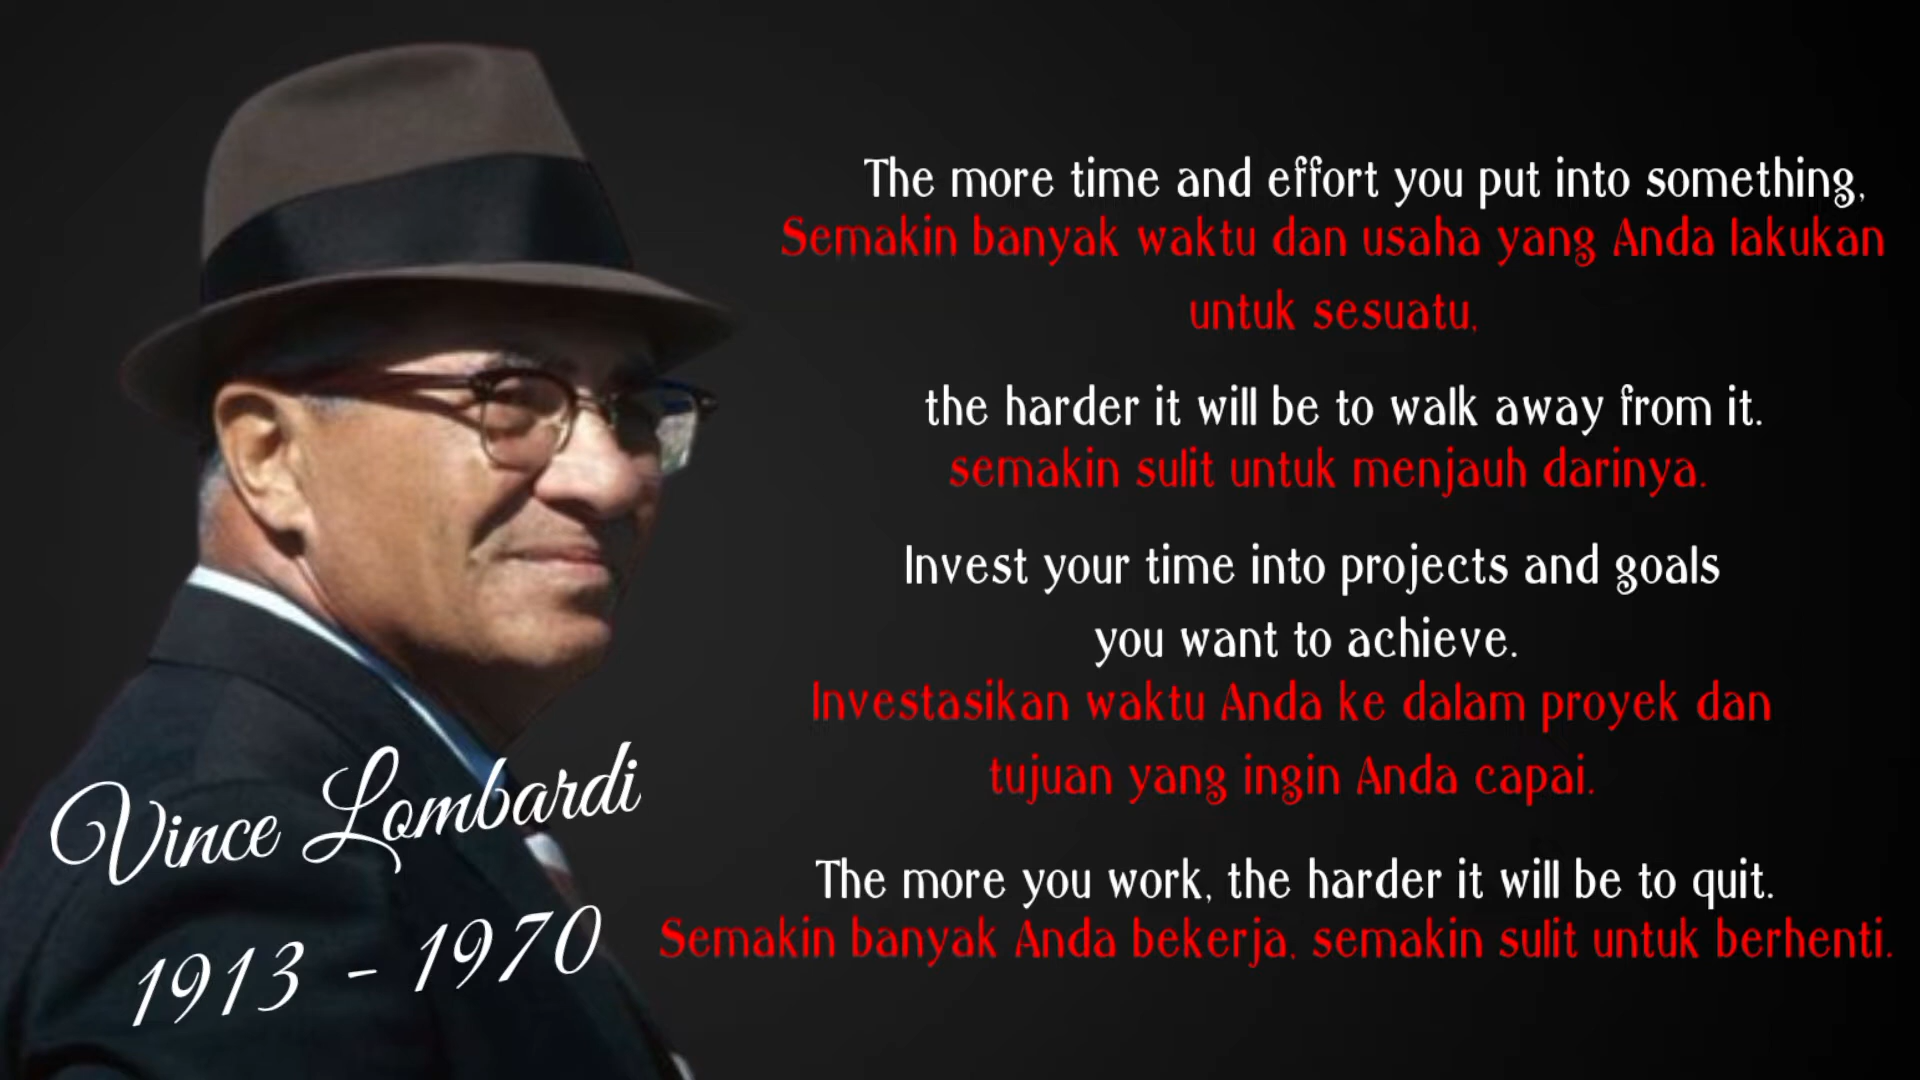 The more time and effort you put into something,
Semakin banyak waktu dan usaha yang Anda lakukan
untuk sesuatu,
the harder it will be to walk away from it.
semakin sulit untuk menjauh darinya.
Invest your time into projects and goals
you want to achieve.
Investasikan waktu Anda ke dalam proyek dan
tujuan yang ingin Anda capai.
The more you work, the harder it will be to quit.
Semakin banyak Anda bekerja, semakin sulit untuk berhenti.
Vince Lombardi
1913 - 1970